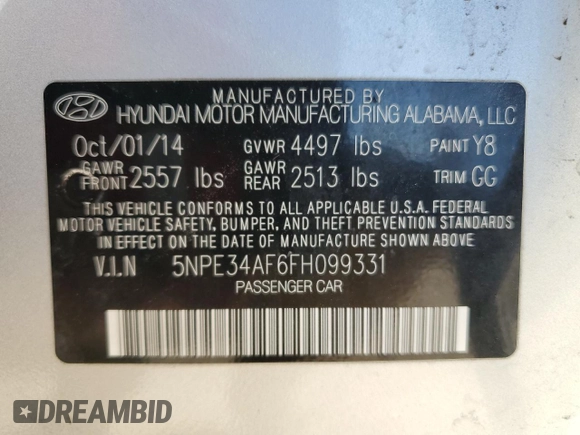 MANUFACTURED BY
HYUNDAI MOTOR MANUFACTURING ALABAMA, LLC
Oct/01/14 GVWR 4497 lbs PAINT Y8
GAWR FRONT 2557 lbs GAWR REAR 2513 lbs TRIM GG
THIS VEHICLE CONFORMS TO ALL APPLICABLE U.S.A. FEDERAL
MOTOR VEHICLE SAFETY, BUMPER, AND THEFT PREVENTION STANDARDS
IN EFFECT ON THE DATE OF MANUFACTURE SHOWN ABOVE.
V.I.N 5NPE34AF6FH099331
PASSENGER CAR
DREAMBID